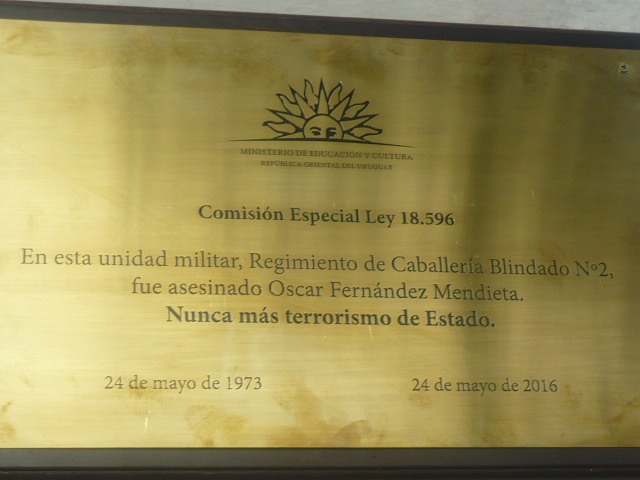 MINISTERIO DE EDUCACIÓN Y CULTURA
REPÚBLICA ORIENTAL DEL URUGUAY
Comisión Especial Ley 18.596
En esta unidad militar, Regimiento de Caballería Blindado Nº2,
fue asesinado Oscar Fernández Mendieta.
Nunca más terrorismo de Estado.
24 de mayo de 1973 24 de mayo de 2016